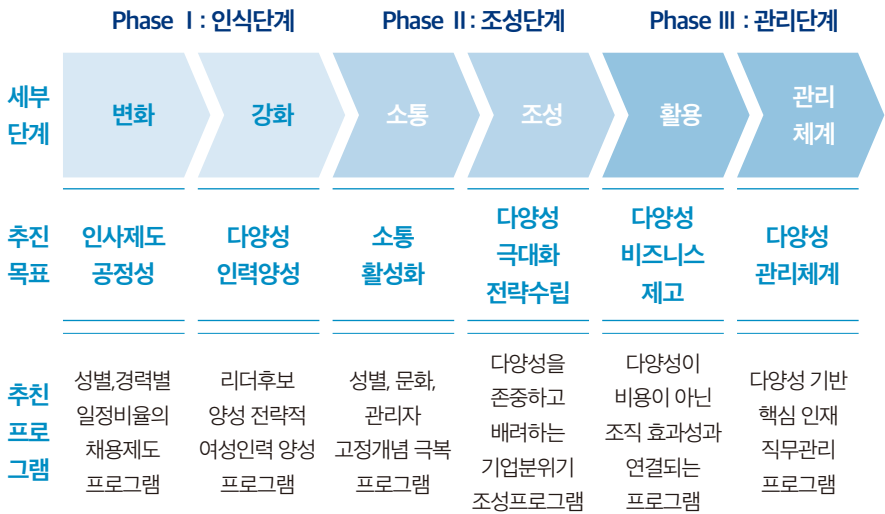 Phase Ⅰ : 인식단계
Phase Ⅱ : 조성단계
Phase Ⅲ : 관리단계
세부
단계
변화
강화
소통
조성
활용
관리
체계
추진
목표
인사제도
공정성
다양성
인력양성
소통
활성화
다양성
극대화
전략수립
다양성
비즈니스
제고
다양성
관리체계
추친
프로
그램
성별,경력별
일정비율의
채용제도
프로그램
리더후보
양성 전략적
여성인력 양성
프로그램
성별, 문화,
관리자
고정개념 극복
프로그램
다양성을
존중하고
배려하는
기업분위기
조성프로그램
다양성이
비용이 아닌
조직 효과성과
연결되는
프로그램
다양성 기반
핵심 인재
직무관리
프로그램